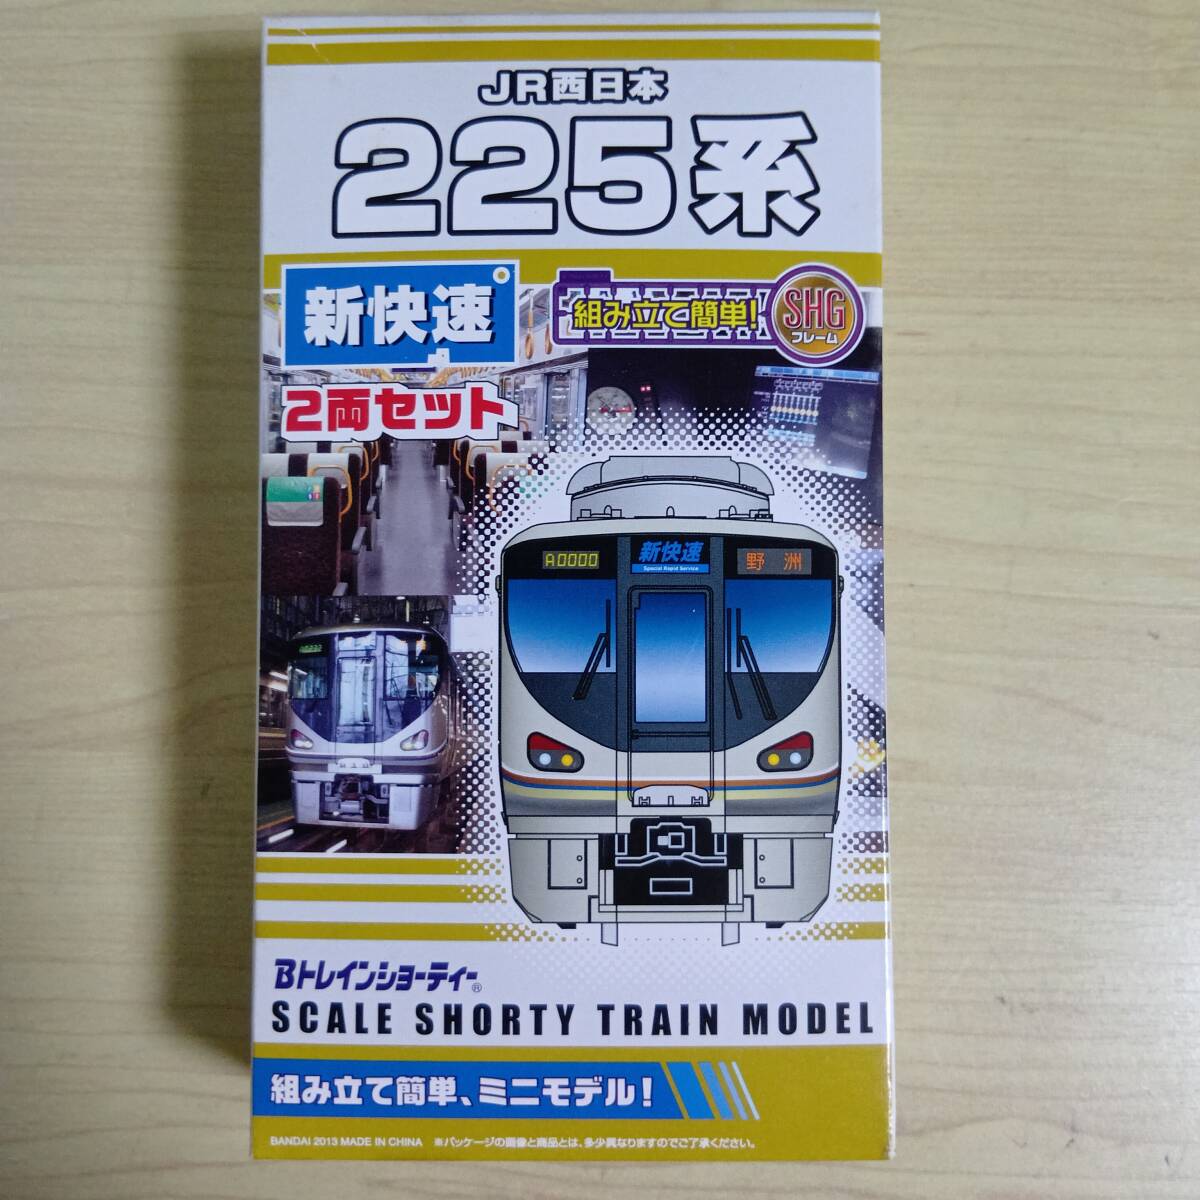 JR西日本
225系
新快速
組み立て簡単!
SHG
フレーム
2両セット
A0000
新快速
Special Rapid Service
野 洲
Bトレインショーティー®
SCALE SHORTY TRAIN MODEL
組み立て簡単、ミニモデル!
BANDAI 2013 MADE IN CHINA ※パッケージの画像と商品とは、多少異なりますのでご了承ください。